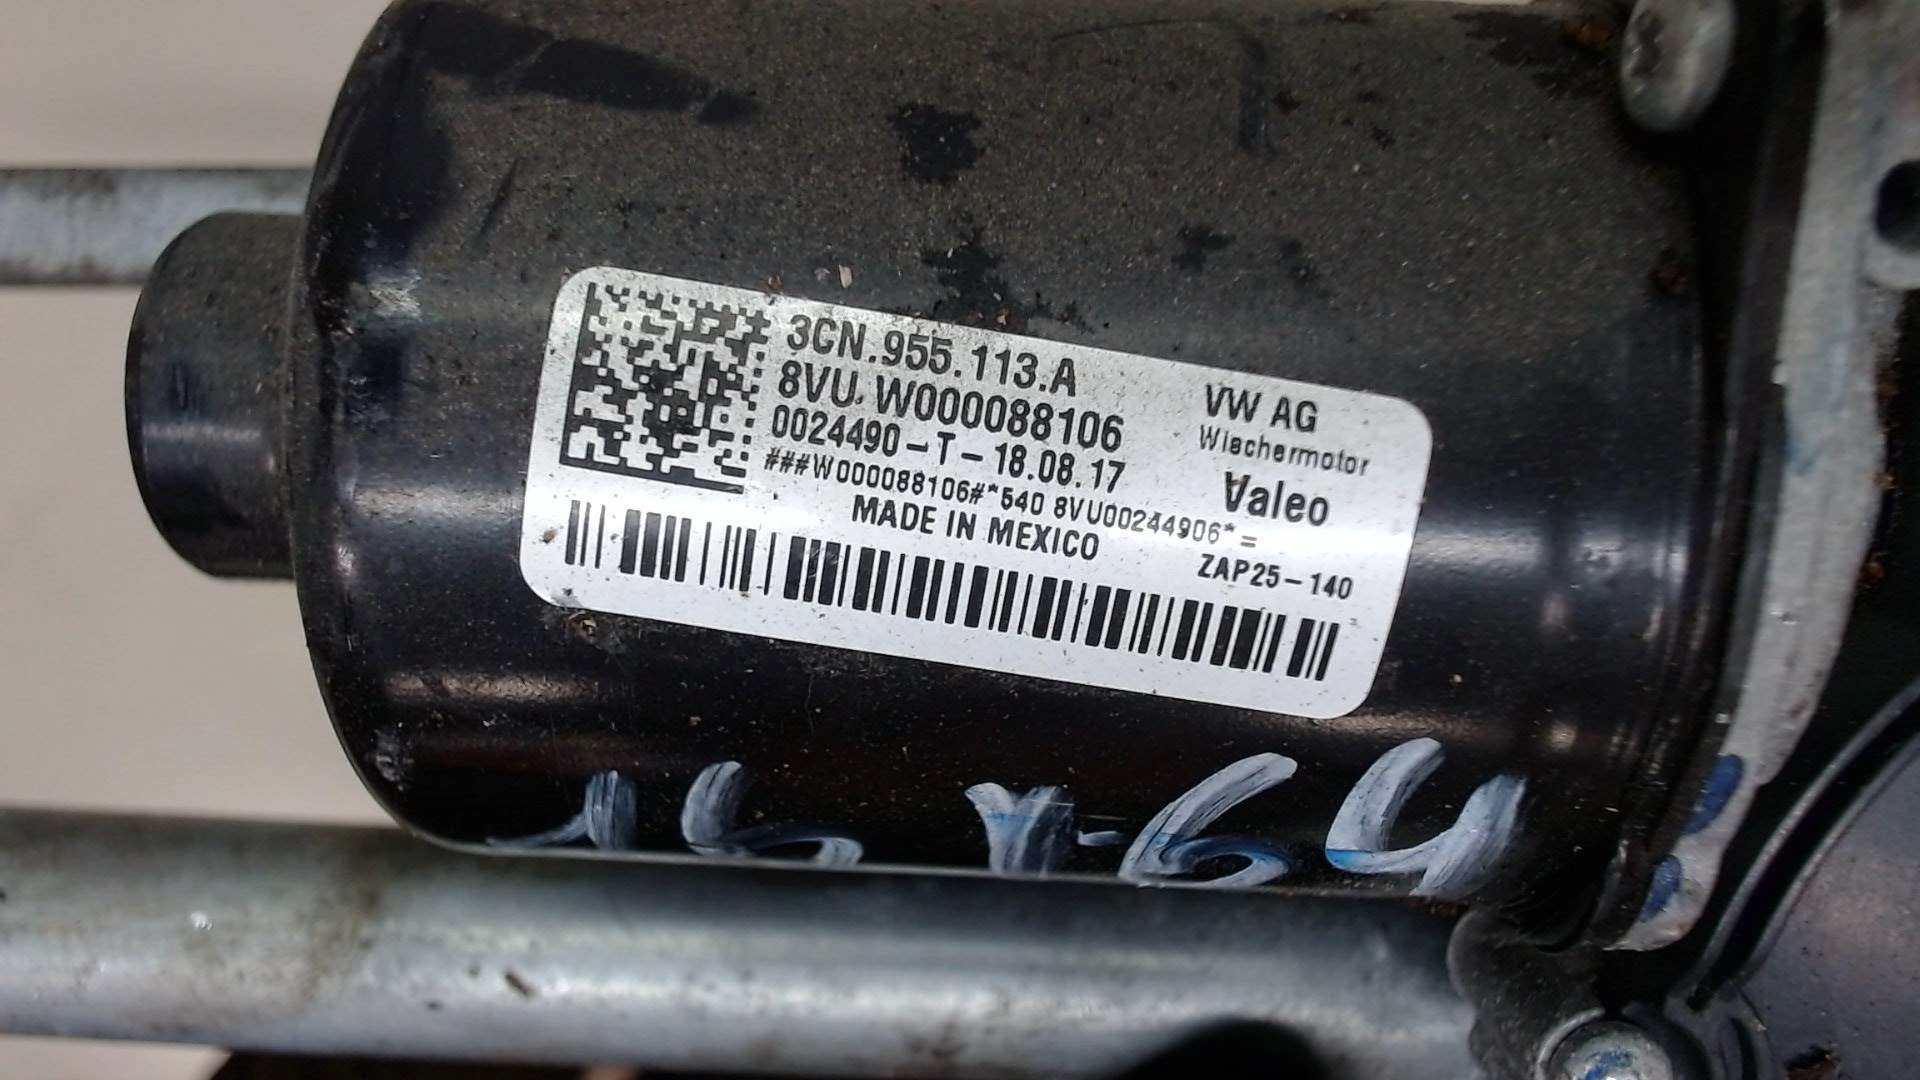 3CN.955.113.A
8VU W000088106
0024490-T-18.08.17
###W000088106#*540 8VU00244906*=
MADE IN MEXICO
VW AG
Wischermotor
Valeo
ZAP25-140